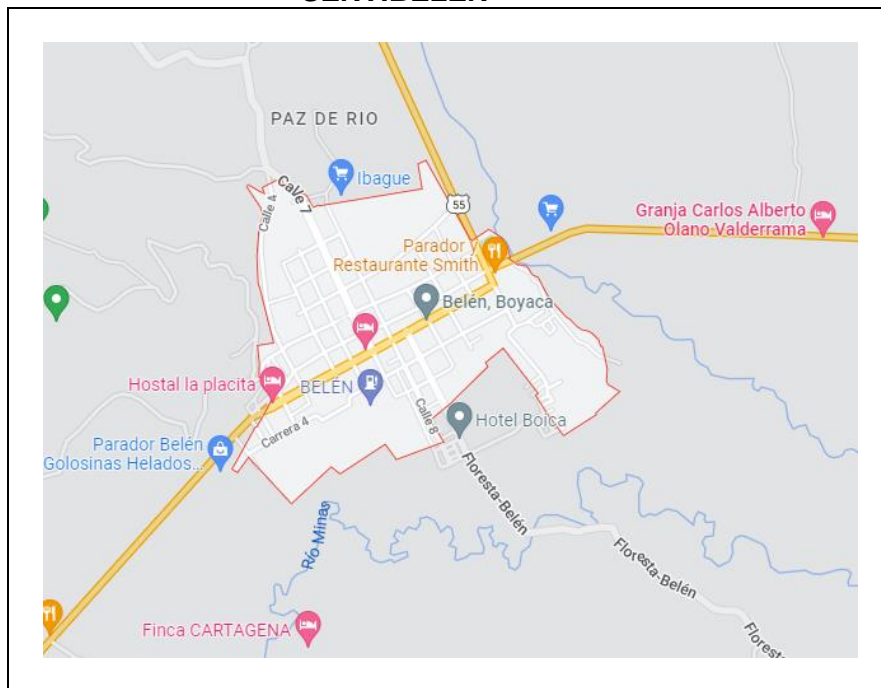 PAZ DE RIO
Calle 7
Calle 4
Ibague
55
Granja Carlos Alberto
Olano Valderrama
Parador y
Restaurante Smith
Belén, Boyaca
Hostal la placita
BELÉN
Carrera 4
Calle 8
Hotel Boica
Parador Belén
Golosinas Helados...
Floresta-Belén
Río Minas
Floresta-Belén
Finca CARTAGENA
Florest